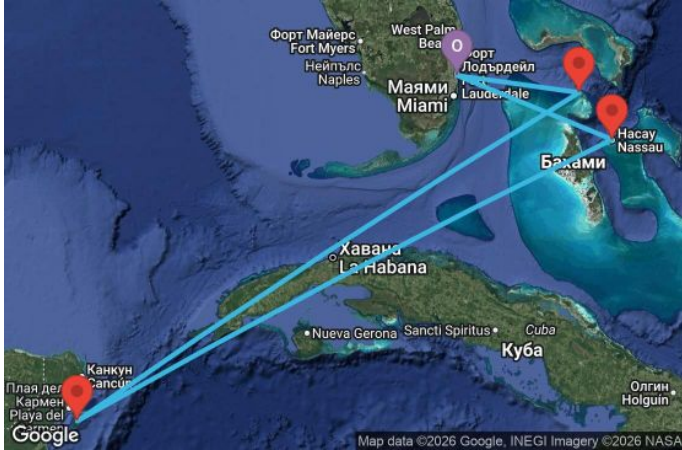 Форт Майерс
Fort Myers
West Palm
Beach
O
Нейпълс
Naples
Форт
Лодърдейл
Lauderdale
Маями
Miami
Насау
Nassau
Бахами
Хавана
La Habana
Nueva Gerona
Sancti Spíritus
Cuba
Куба
Канкун
Cancún
Плая дел
Кармен
Playa del
Carmen
Олгин
Holguín
Google
Map data ©2026 Google, INEGI Imagery ©2026 NASA